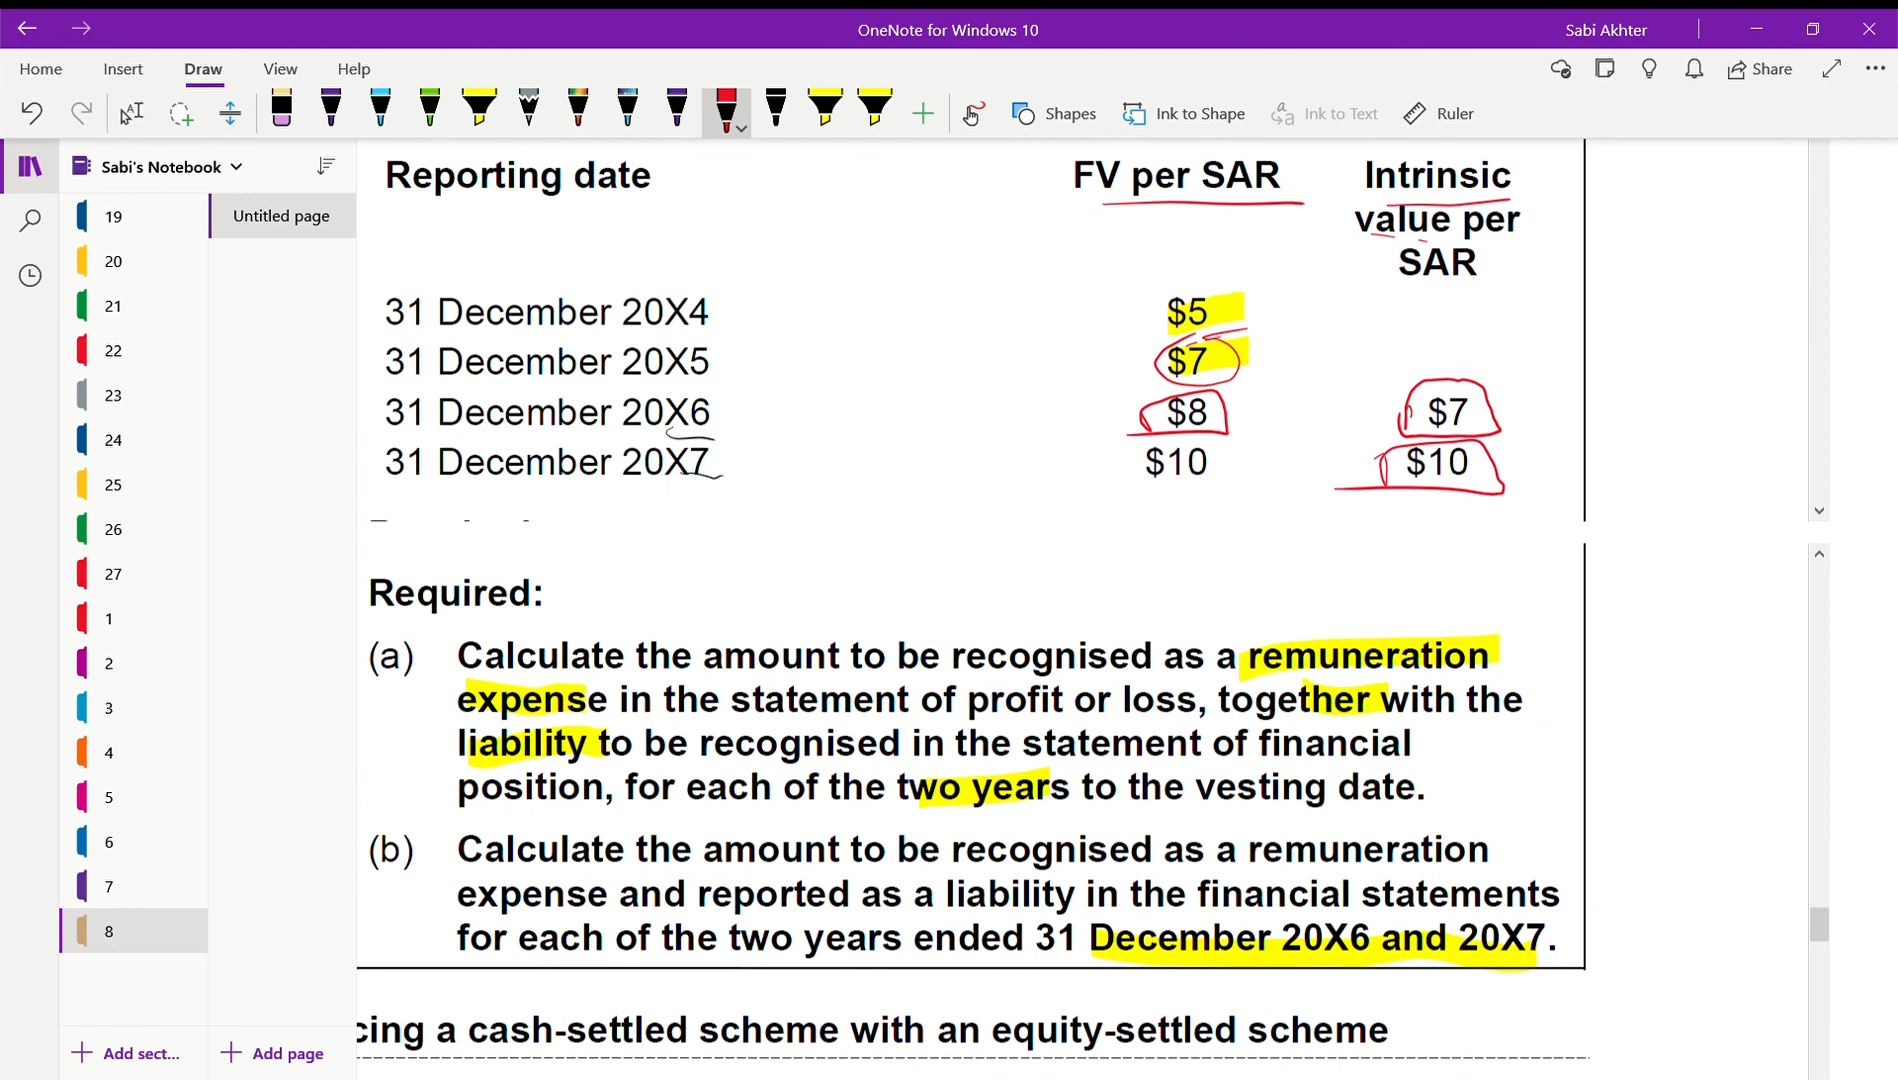 OneNote for Windows 10
Sabi Akhter
Home Insert Draw View Help
Share
Shapes Ink to Shape Ink to Text Ruler
Sabi's Notebook
Untitled page
19
20
21
22
23
24
25
26
27
1
2
3
4
5
6
7
8
Add sect...
Add page
Reporting date FV per SAR Intrinsic
value per
SAR
31 December 20X4 $5
31 December 20X5 $7
31 December 20X6 $8 $7
31 December 20X7 $10 $10
Required:
(a) Calculate the amount to be recognised as a remuneration
expense in the statement of profit or loss, together with the
liability to be recognised in the statement of financial
position, for each of the two years to the vesting date.
(b) Calculate the amount to be recognised as a remuneration
expense and reported as a liability in the financial statements
for each of the two years ended 31 December 20X6 and 20X7.
cing a cash-settled scheme with an equity-settled scheme